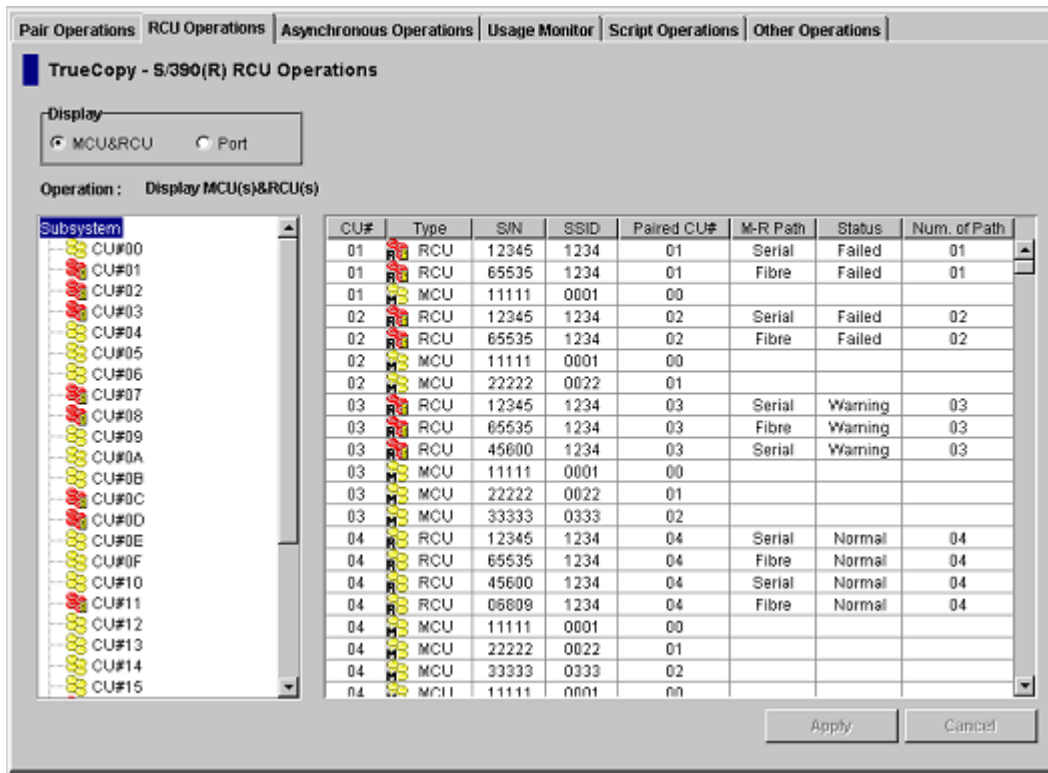 Pair Operations RCU Operations Asynchronous Operations Usage Monitor Script Operations Other Operations
TrueCopy - S/390(R) RCU Operations
Display
MCU&RCU Port
Operation : Display MCU(s)&RCU(s)
Subsystem
CU#00
CU#01
CU#02
CU#03
CU#04
CU#05
CU#06
CU#07
CU#08
CU#09
CU#0A
CU#0B
CU#0C
CU#0D
CU#0E
CU#0F
CU#10
CU#11
CU#12
CU#13
CU#14
CU#15
CU# Type S/N SSID Paired CU# M-R Path Status Num. of Path
01 R RCU 12345 1234 01 Serial Failed 01
01 R RCU 65535 1234 01 Fibre Failed 01
01 M MCU 11111 0001 00
02 R RCU 12345 1234 02 Serial Failed 02
02 R RCU 65535 1234 02 Fibre Failed 02
02 M MCU 11111 0001 00
02 M MCU 22222 0022 01
03 R RCU 12345 1234 03 Serial Warning 03
03 R RCU 65535 1234 03 Fibre Warning 03
03 R RCU 45600 1234 03 Serial Warning 03
03 M MCU 11111 0001 00
03 M MCU 22222 0022 01
03 M MCU 33333 0333 02
04 R RCU 12345 1234 04 Serial Normal 04
04 R RCU 65535 1234 04 Fibre Normal 04
04 R RCU 45600 1234 04 Serial Normal 04
04 R RCU 06809 1234 04 Fibre Normal 04
04 M MCU 11111 0001 00
04 M MCU 22222 0022 01
04 M MCU 33333 0333 02
04 MCU 11111 0001 00
Apply Cancel